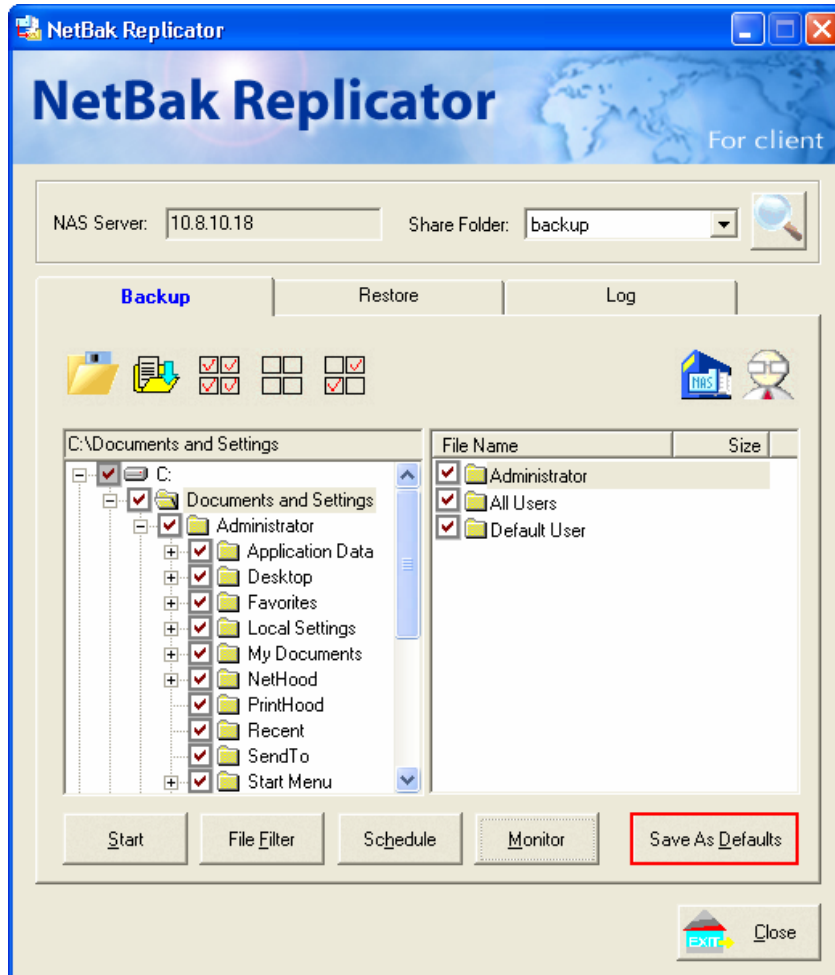 NetBak Replicator
NetBak Replicator
For client
NAS Server: 10.8.10.18 Share Folder: backup
Backup Restore Log
NAS
C:\Documents and Settings
C:
Documents and Settings
Administrator
Application Data
Desktop
Favorites
Local Settings
My Documents
NetHood
PrintHood
Recent
SendTo
Start Menu
File Name Size
Administrator
All Users
Default User
Start File Filter Schedule Monitor Save As Defaults
EXIT Close